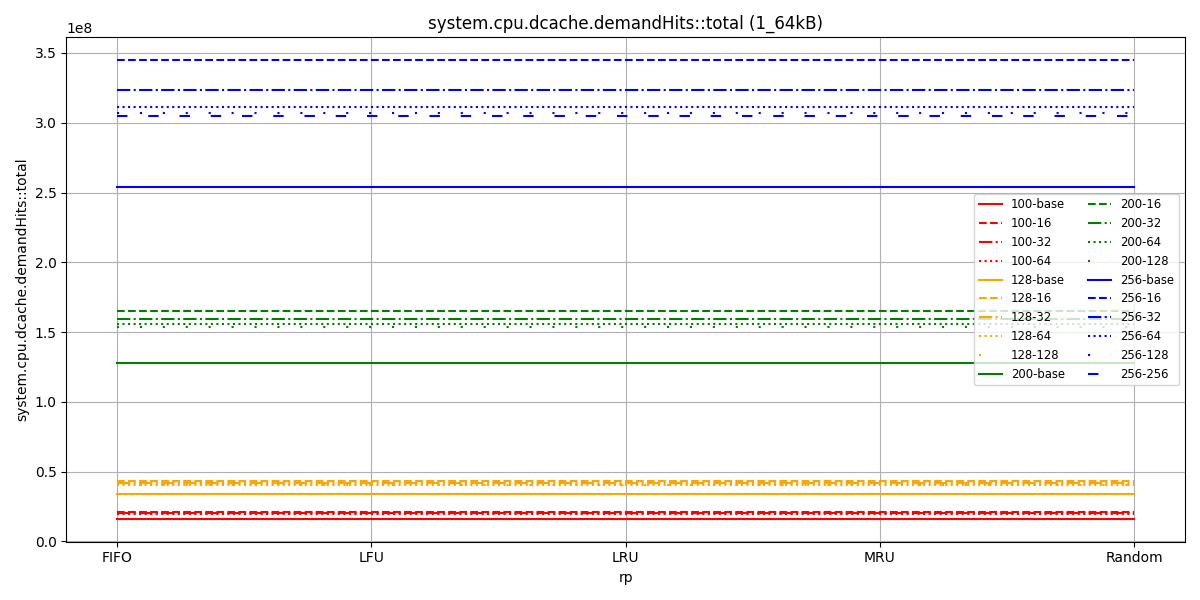 system.cpu.dcache.demandHits::total (1_64kB)
1e8
3.5
3.0
2.5
2.0
1.5
1.0
0.5
0.0
system.cpu.dcache.demandHits::total
FIFO LFU LRU MRU Random
rp
100-base 200-16
100-16 200-32
100-32 200-64
100-64 200-128
128-base 256-base
128-16 256-16
128-32 256-32
128-64 256-64
128-128 256-128
200-base 256-256